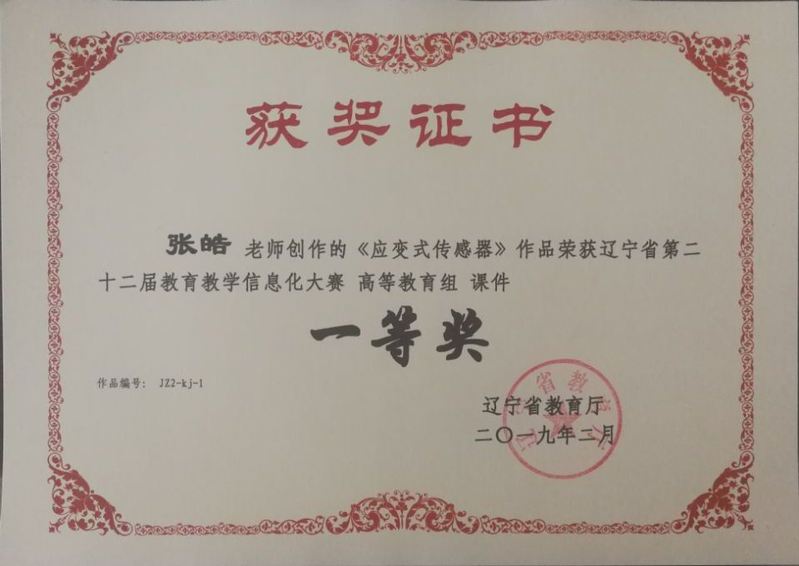 获奖证书
张皓 老师创作的《应变式传感器》作品荣获辽宁省第二
十二届教育教学信息化大赛 高等教育组 课件
一等奖
作品编号： JZ2-kj-1
辽宁省教育厅
二〇一九年二月